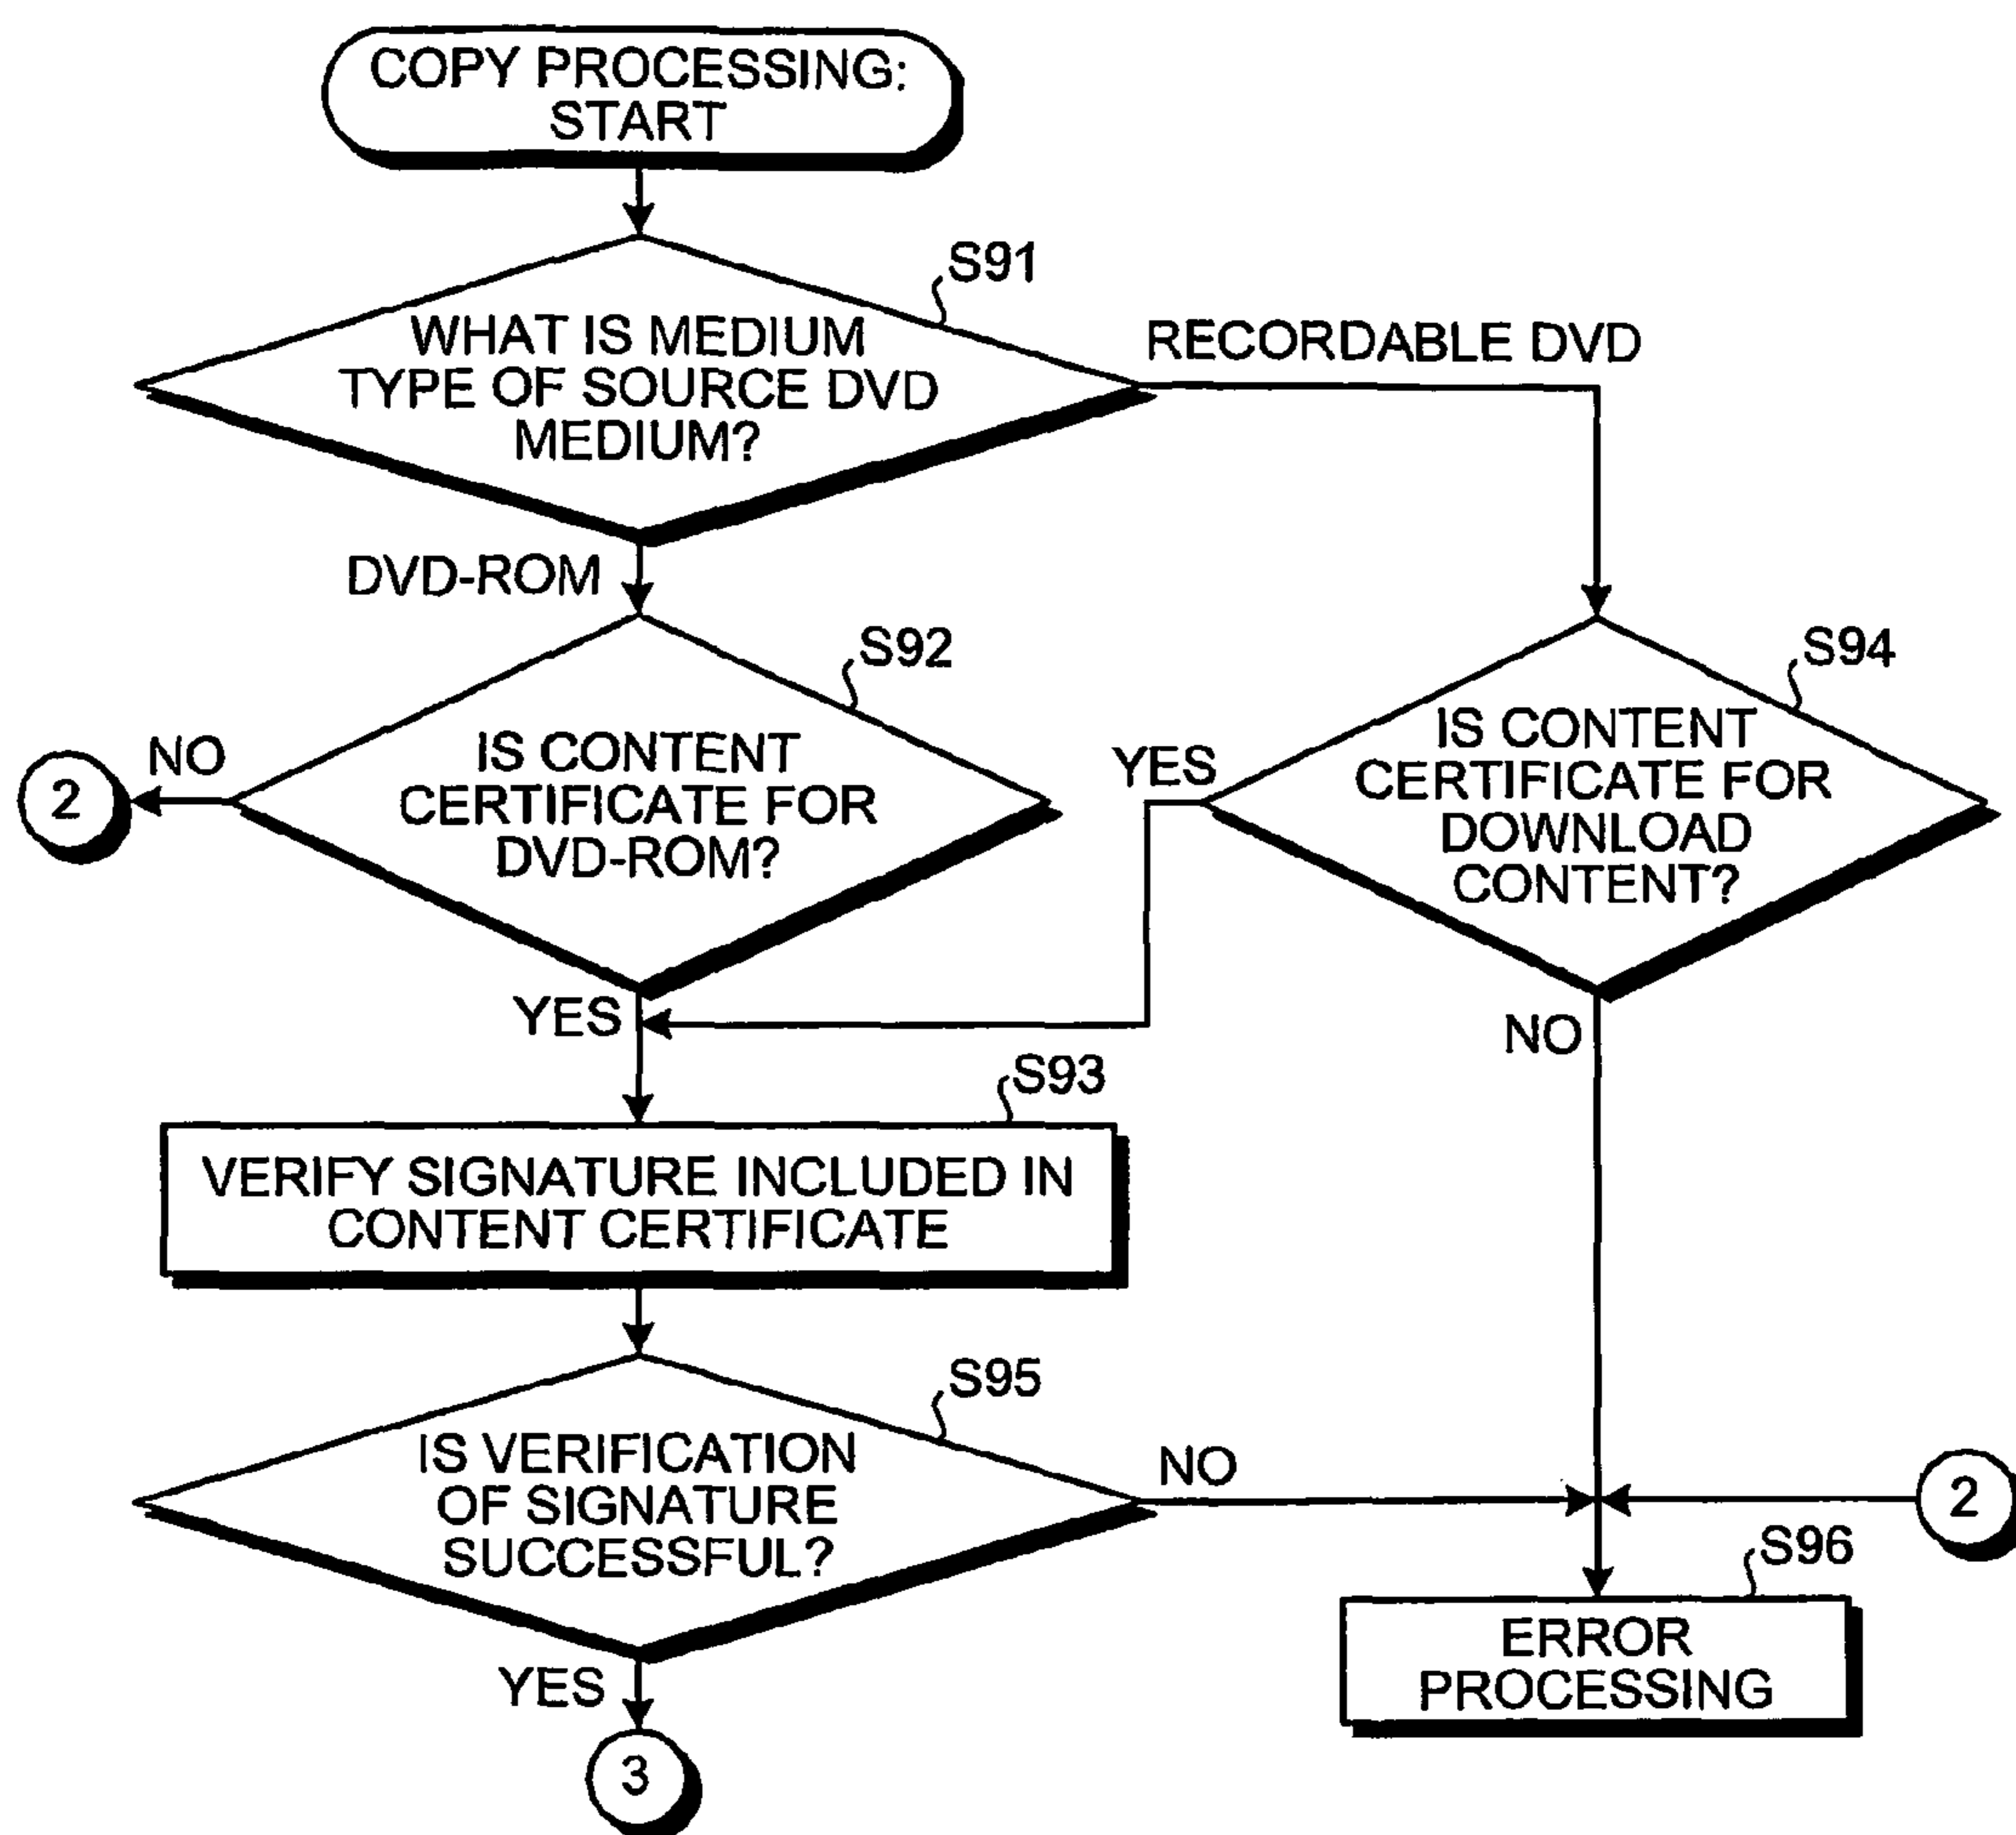 COPY PROCESSING:
START
S91
WHAT IS MEDIUM
TYPE OF SOURCE DVD
MEDIUM?
RECORDABLE DVD
DVD-ROM
S92
IS CONTENT
CERTIFICATE FOR
DVD-ROM?
NO
2
YES
S94
IS CONTENT
CERTIFICATE FOR
DOWNLOAD
CONTENT?
YES
NO
S93
VERIFY SIGNATURE INCLUDED IN
CONTENT CERTIFICATE
S95
IS VERIFICATION
OF SIGNATURE
SUCCESSFUL?
NO
2
S96
ERROR
PROCESSING
YES
3